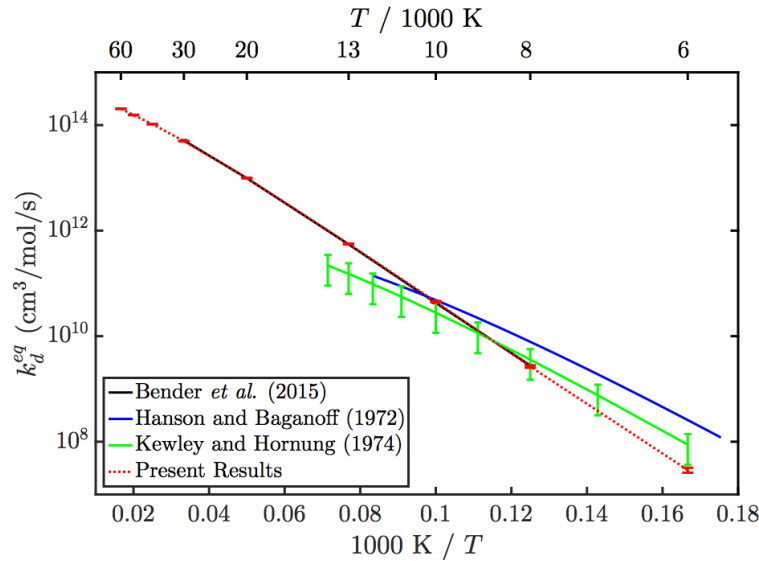 T / 1000 K
60 30 20 13 10 8 6
10^14
10^12
10^10
10^8
k_d^eq (cm^3/mol/s)
Bender et al. (2015)
Hanson and Baganoff (1972)
Kewley and Hornung (1974)
Present Results
0.02 0.04 0.06 0.08 0.1 0.12 0.14 0.16 0.18
1000 K / T